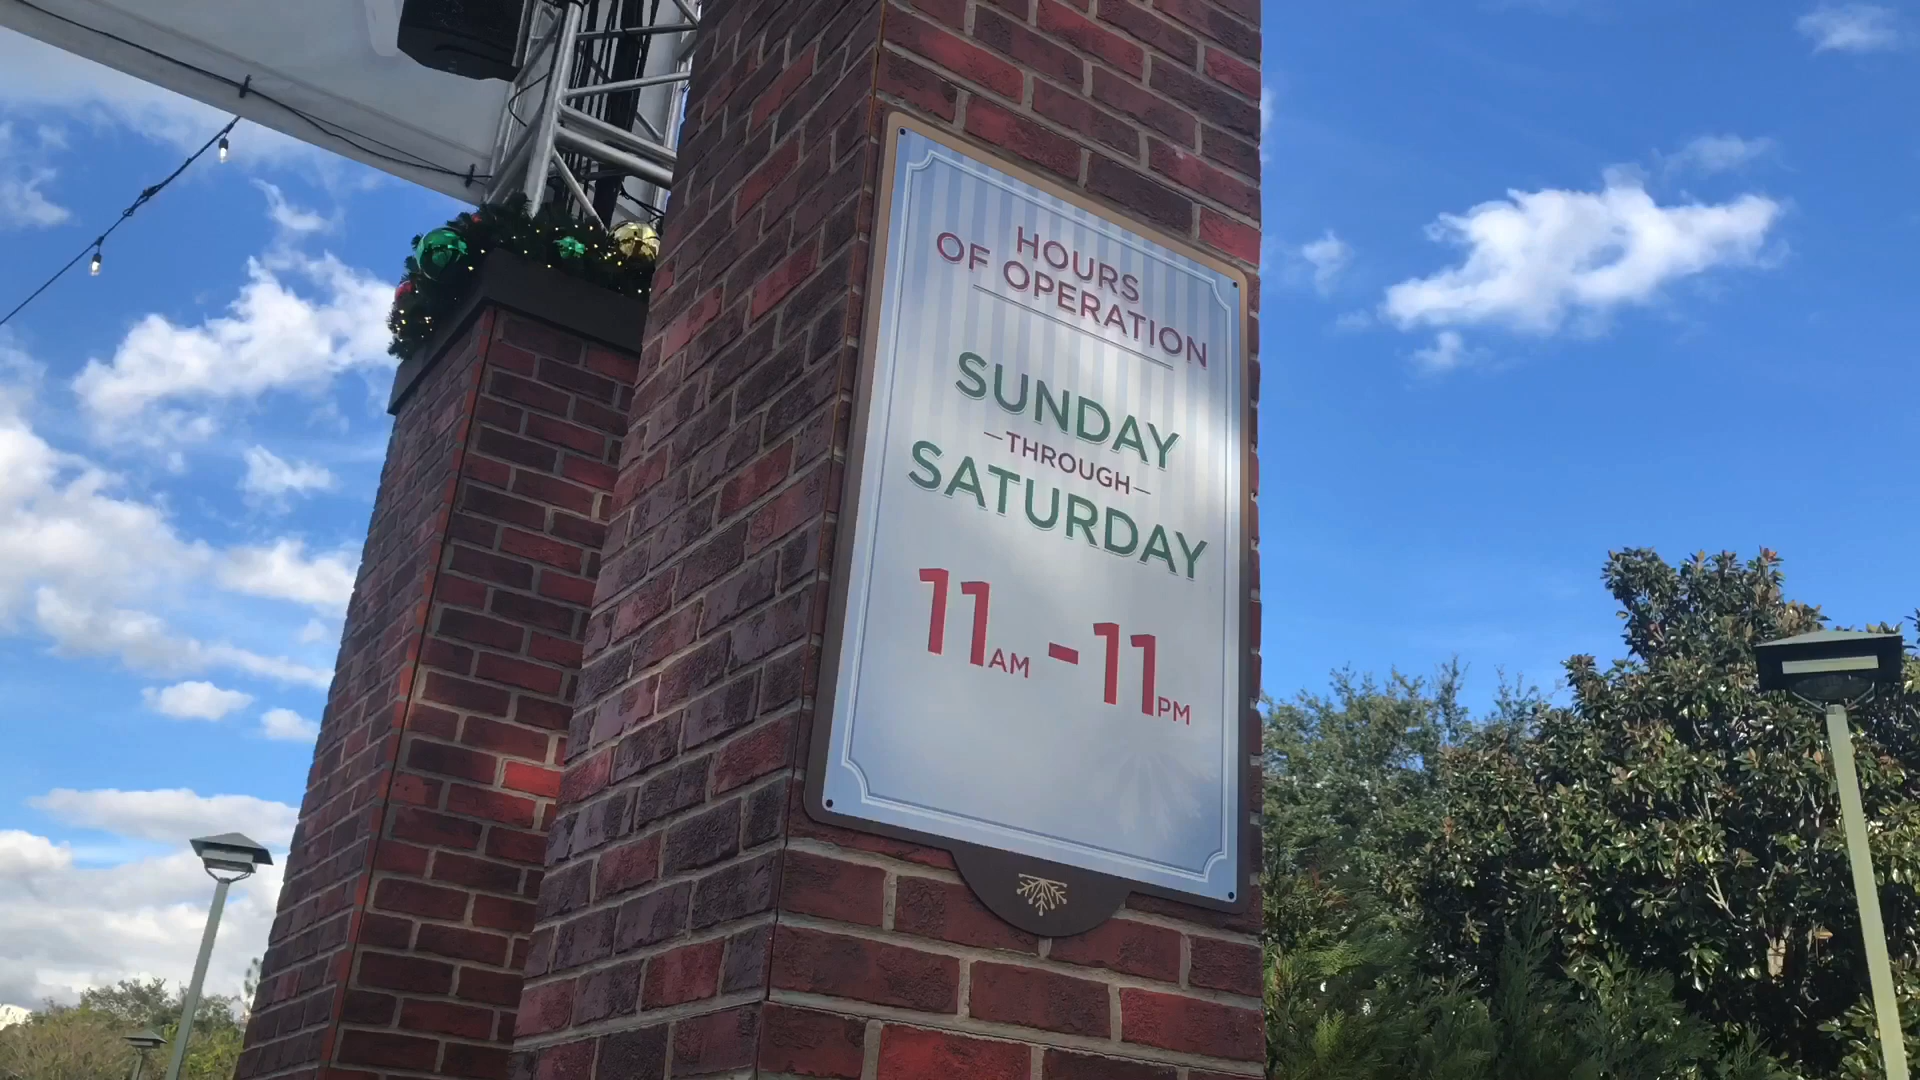 HOURS
OF OPERATION
SUNDAY
-THROUGH-
SATURDAY
11AM - 11PM